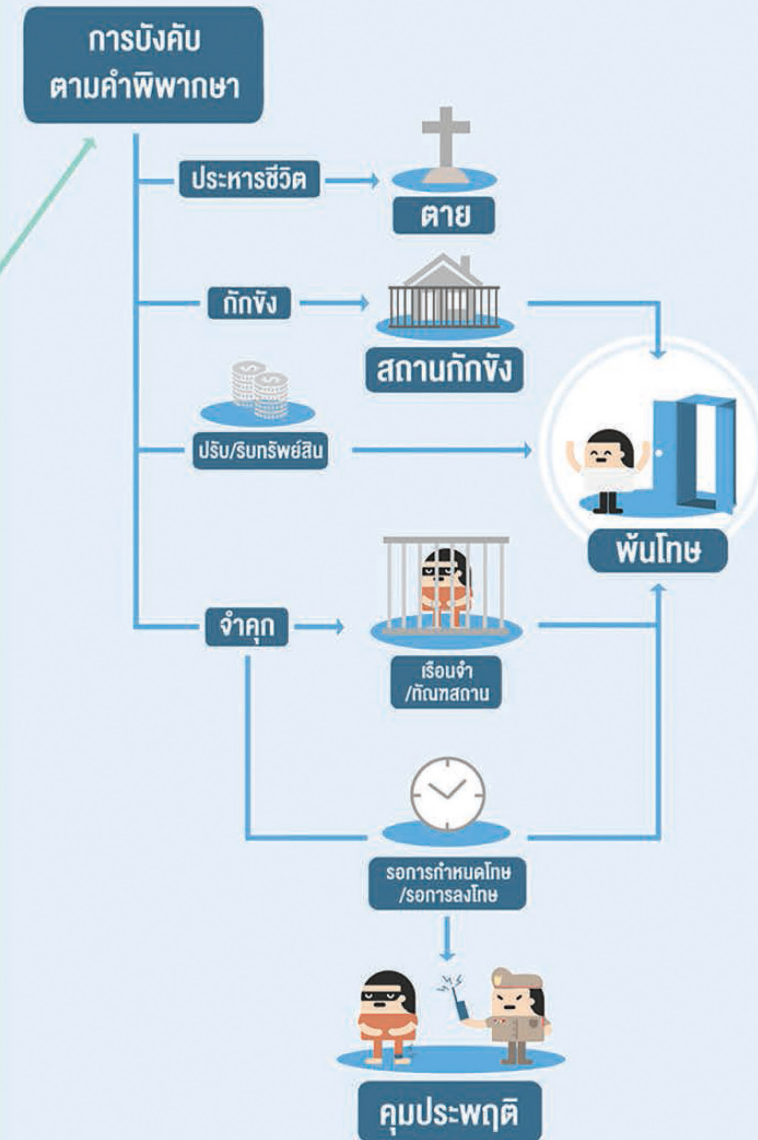 การบังคับ
ตามคำพิพากษา
ประหารชีวิต
ตาย
กักขัง
สถานกักขัง
ปรับ/ริบทรัพย์สิน
พ้นโทษ
จำคุก
เรือนจำ
/ทัณฑสถาน
รอการกำหนดโทษ
/รอการลงโทษ
คุมประพฤติ